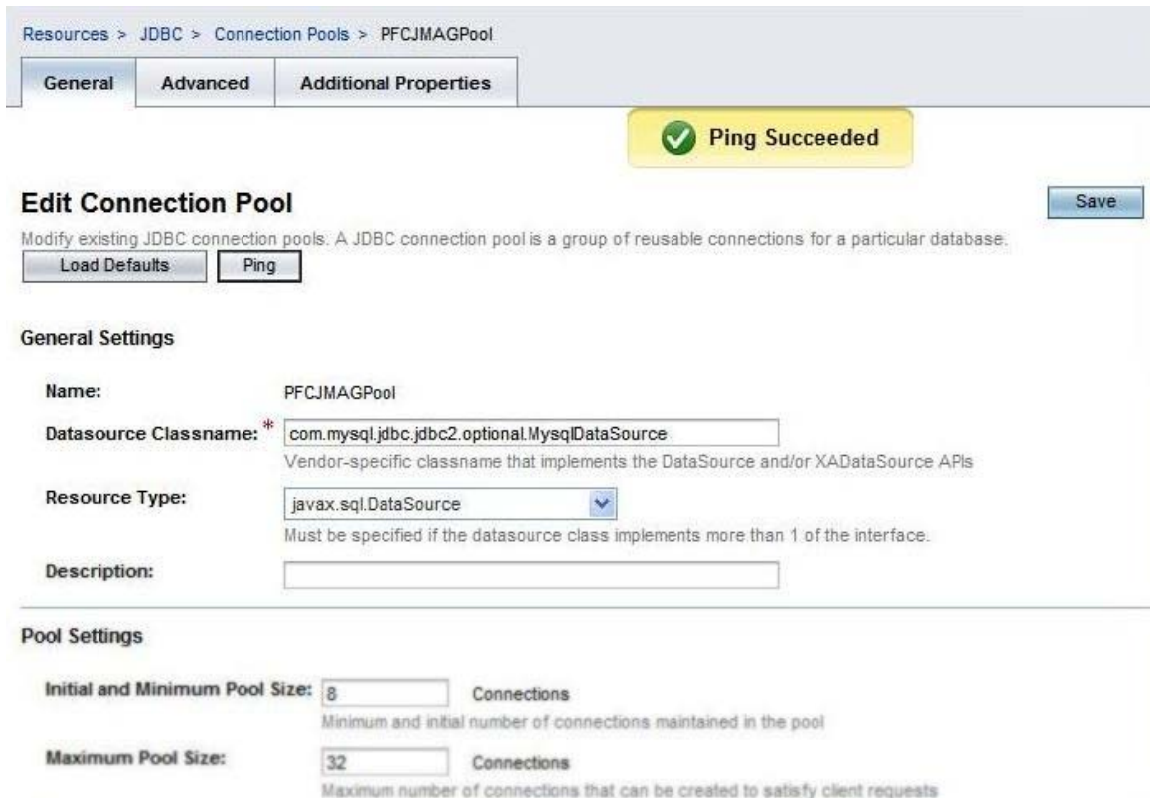 Resources > JDBC > Connection Pools > PFCJMAGPool
General Advanced Additional Properties
Ping Succeeded
Edit Connection Pool
Save
Modify existing JDBC connection pools. A JDBC connection pool is a group of reusable connections for a particular database.
Load Defaults Ping
General Settings
Name: PFCJMAGPool
Datasource Classname: * com.mysql.jdbc.jdbc2.optional.MysqlDataSource
Vendor-specific classname that implements the DataSource and/or XADataSource APIs
Resource Type: javax.sql.DataSource
Must be specified if the datasource class implements more than 1 of the interface.
Description:
Pool Settings
Initial and Minimum Pool Size: 8 Connections
Minimum and initial number of connections maintained in the pool
Maximum Pool Size: 32 Connections
Maximum number of connections that can be created to satisfy client requests